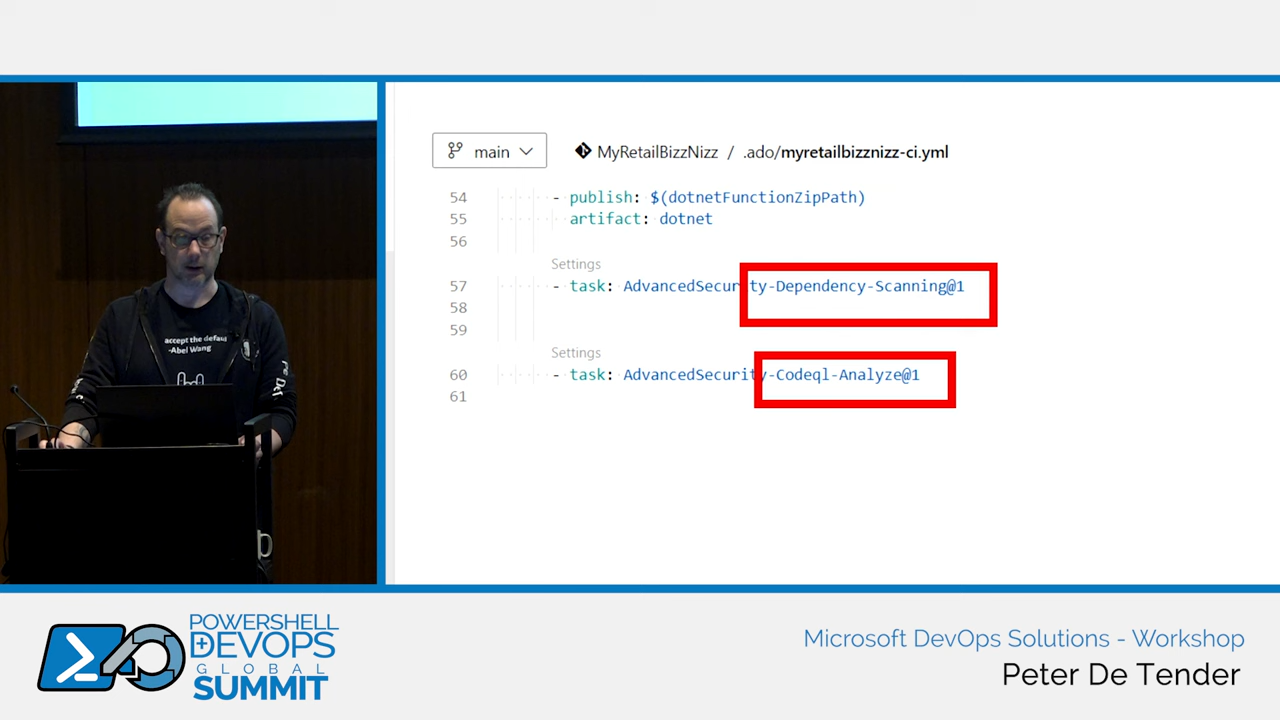 main
MyRetailBizzNizz / .ado/myretailbizznizz-ci.yml
54 - publish: $(dotnetFunctionZipPath)
55 artifact: dotnet
56
Settings
57 - task: AdvancedSecurity-Dependency-Scanning@1
58
59
Settings
60 - task: AdvancedSecurity-Codeql-Analyze@1
61
accept the defau
-Abel Wang
POWERSHELL
DEVOPS
GLOBAL
SUMMIT
Microsoft DevOps Solutions - Workshop
Peter De Tender